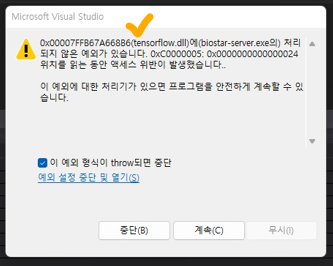 Microsoft Visual Studio
0x00007FFB67A66886(tensorflow.dll)에(biostar-server.exe의) 처리
되지 않은 예외가 있습니다. 0xC0000005: 0x0000000000000024
위치를 읽는 동안 액세스 위반이 발생했습니다..
이 예외에 대한 처리기가 있으면 프로그램을 안전하게 계속할 수 있
습니다.
이 예외 형식이 throw되면 중단
예외 설정 중단 및 열기(S)
중단(B)
계속(C)
무시(I)